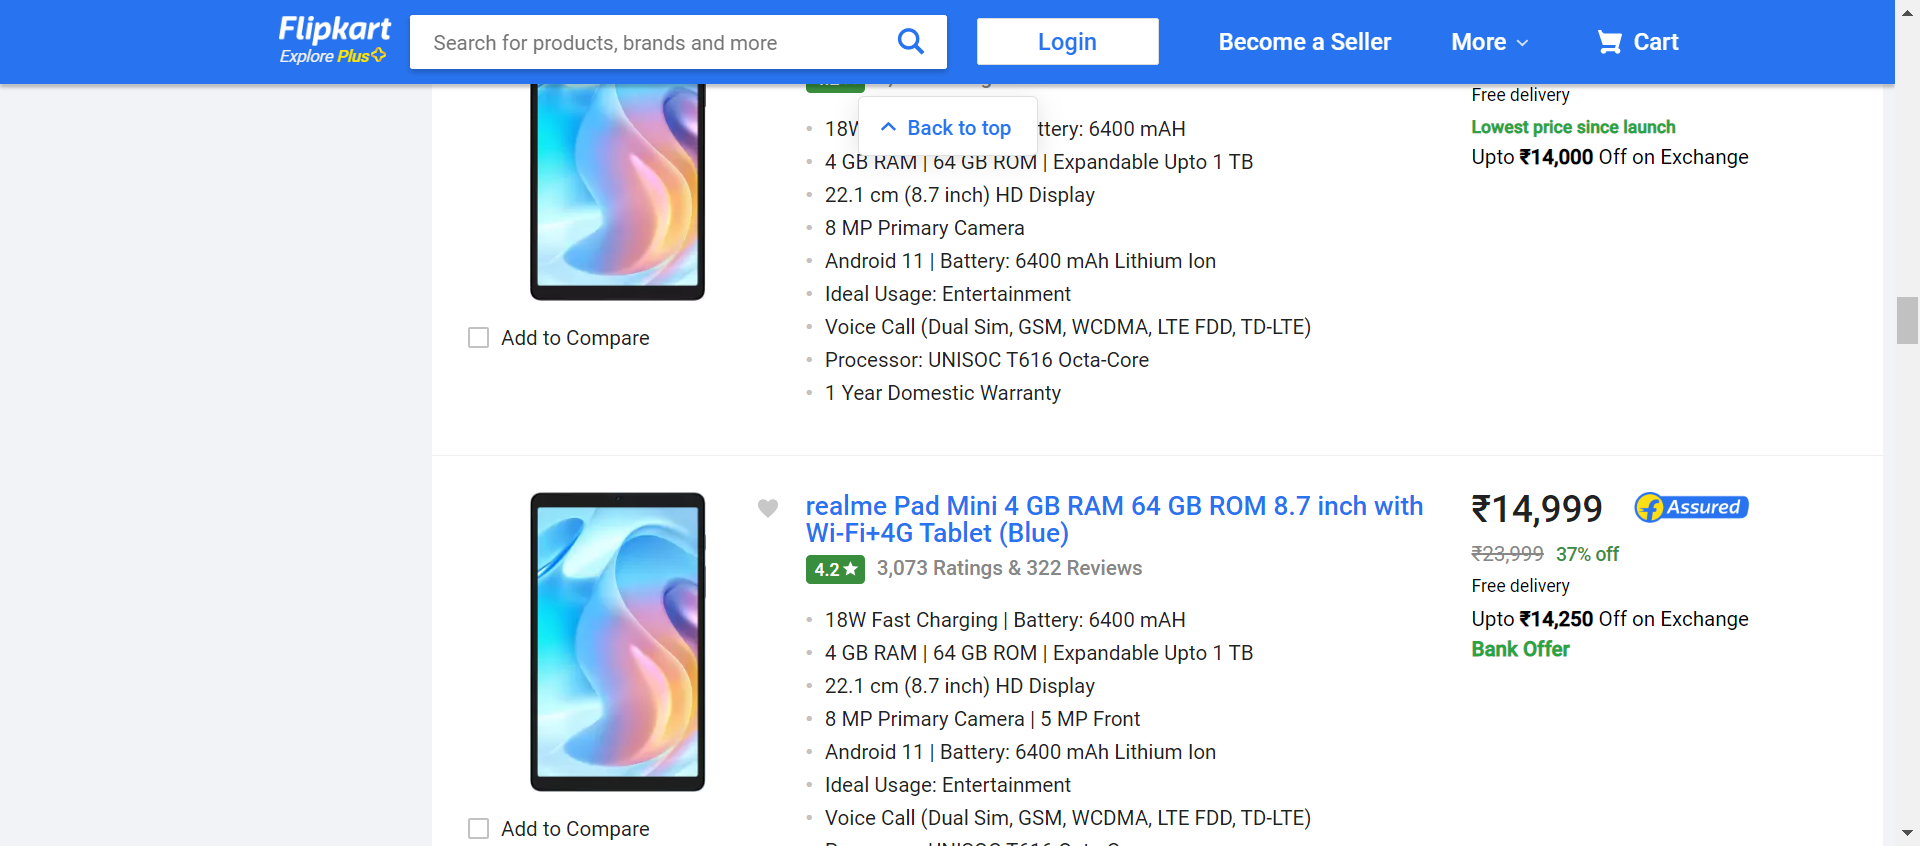 Flipkart
Explore Plus
Search for products, brands and more
Login
Become a Seller
More
Cart
Back to top
18W
ttery: 6400 mAH
4 GB RAM | 64 GB ROM | Expandable Upto 1 TB
22.1 cm (8.7 inch) HD Display
8 MP Primary Camera
Android 11 | Battery: 6400 mAh Lithium Ion
Ideal Usage: Entertainment
Voice Call (Dual Sim, GSM, WCDMA, LTE FDD, TD-LTE)
Processor: UNISOC T616 Octa-Core
1 Year Domestic Warranty
Free delivery
Lowest price since launch
Upto ₹14,000 Off on Exchange
Add to Compare
realme Pad Mini 4 GB RAM 64 GB ROM 8.7 inch with
Wi-Fi+4G Tablet (Blue)
4.2★ 3,073 Ratings & 322 Reviews
18W Fast Charging | Battery: 6400 mAH
4 GB RAM | 64 GB ROM | Expandable Upto 1 TB
22.1 cm (8.7 inch) HD Display
8 MP Primary Camera | 5 MP Front
Android 11 | Battery: 6400 mAh Lithium Ion
Ideal Usage: Entertainment
Voice Call (Dual Sim, GSM, WCDMA, LTE FDD, TD-LTE)
₹14,999
f Assured
₹23,999 37% off
Free delivery
Upto ₹14,250 Off on Exchange
Bank Offer
Add to Compare